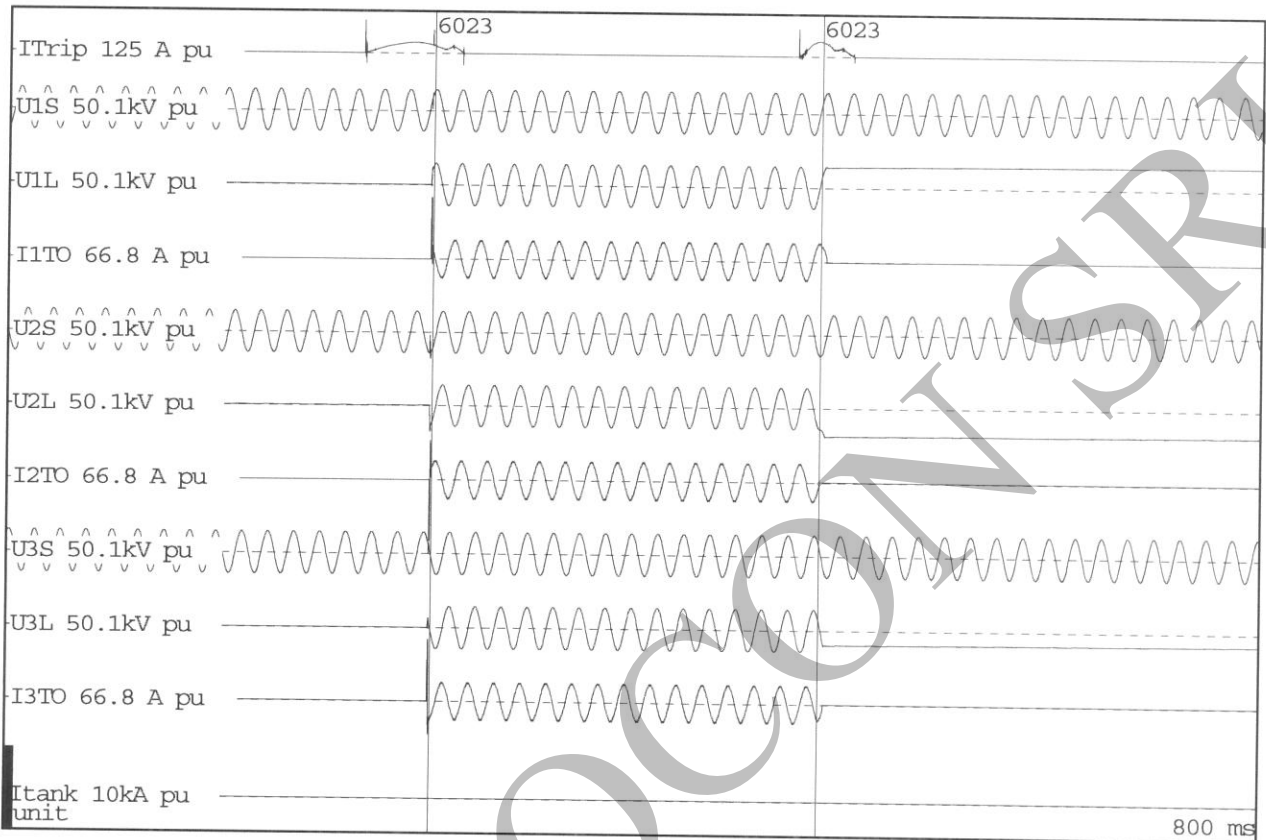 6023 6023
ITrip 125 A pu
U1S 50.1kV pu
U1L 50.1kV pu
I1TO 66.8 A pu
U2S 50.1kV pu
U2L 50.1kV pu
I2TO 66.8 A pu
U3S 50.1kV pu
U3L 50.1kV pu
I3TO 66.8 A pu
Itank 10kA pu
unit
800 ms
OCON SRL